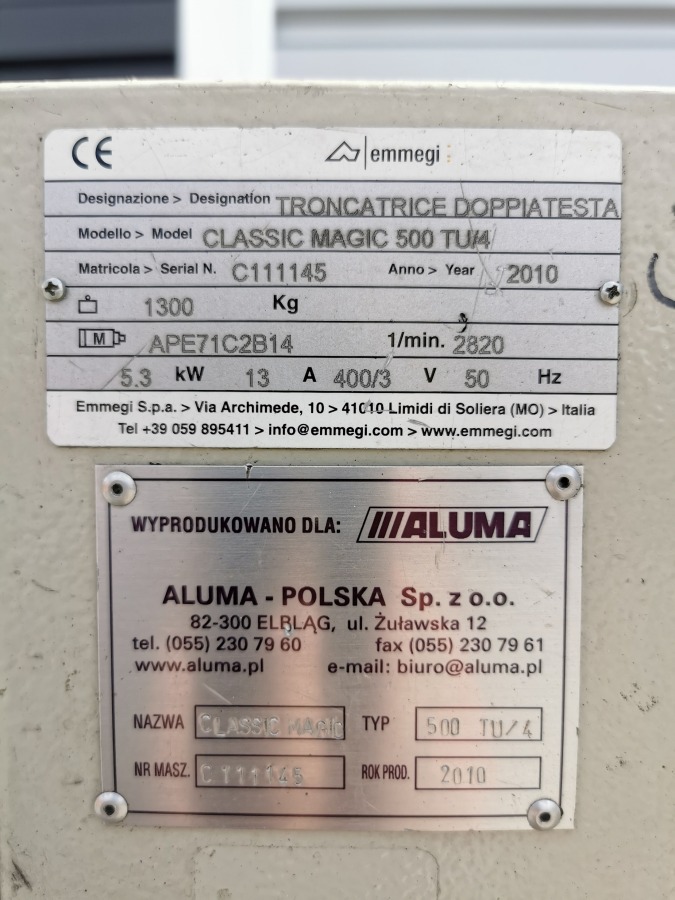 CE emmegi
Designazione > Designation TRONCATRICE DOPPIATESTA
Modello > Model CLASSIC MAGIC 500 TU/4
Matricola > Serial N. C111145 Anno > Year 2010
1300 Kg
M APE71C2B14 1/min. 2820
5.3 kW 13 A 400/3 V 50 Hz
Emmegi S.p.a. > Via Archimede, 10 > 41010 Limidi di Soliera (MO) > Italia
Tel +39 059 895411 > info@emmegi.com > www.emmegi.com
WYPRODUKOWANO DLA: ///ALUMA
ALUMA - POLSKA Sp. z o.o.
82-300 ELBLĄG, ul. Żuławska 12
tel. (055) 230 79 60 fax (055) 230 79 61
www.aluma.pl e-mail: biuro@aluma.pl
NAZWA CLASSIC MAGIC TYP 500 TU/4
NR MASZ. C111145 ROK PROD. 2010